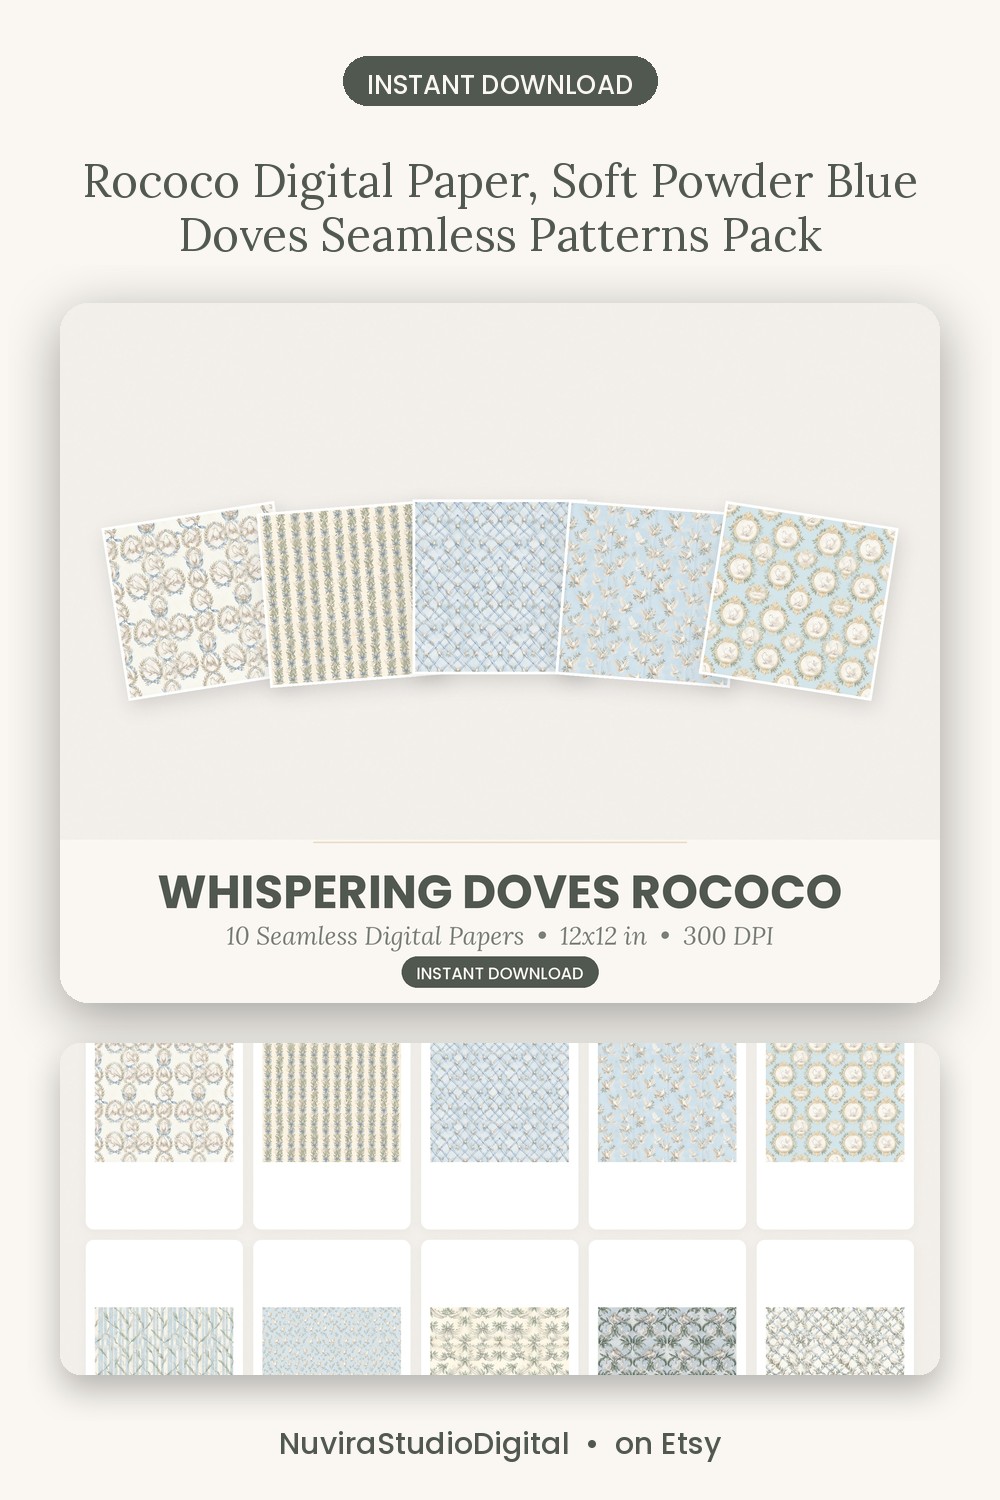 INSTANT DOWNLOAD
Rococo Digital Paper, Soft Powder Blue
Doves Seamless Patterns Pack
WHISPERING DOVES ROCOCO
10 Seamless Digital Papers • 12x12 in • 300 DPI
INSTANT DOWNLOAD
NuviraStudioDigital • on Etsy